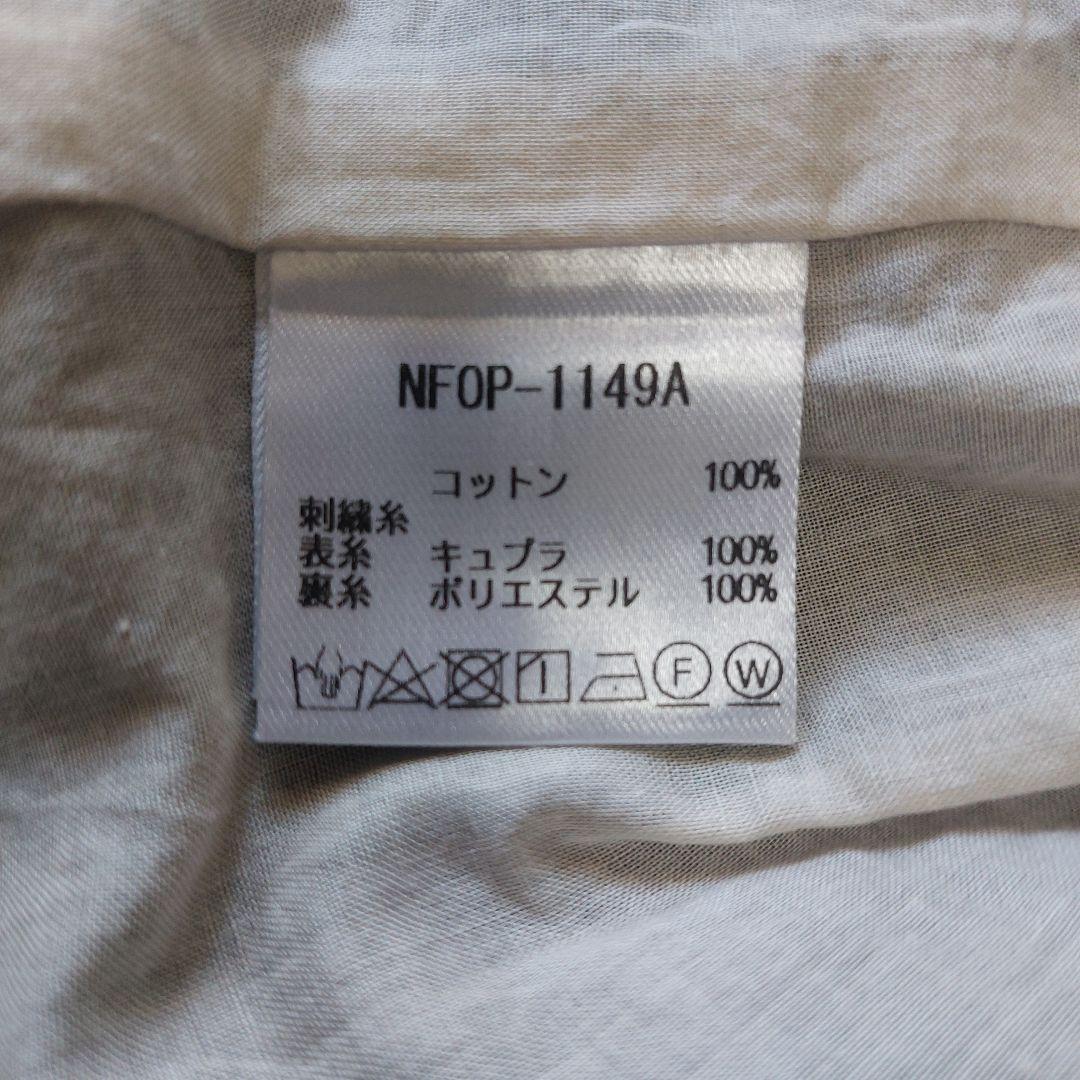 NFOP-1149A
コットン 100%
刺繍糸
表糸 キュプラ 100%
裏糸 ポリエステル 100%
F W